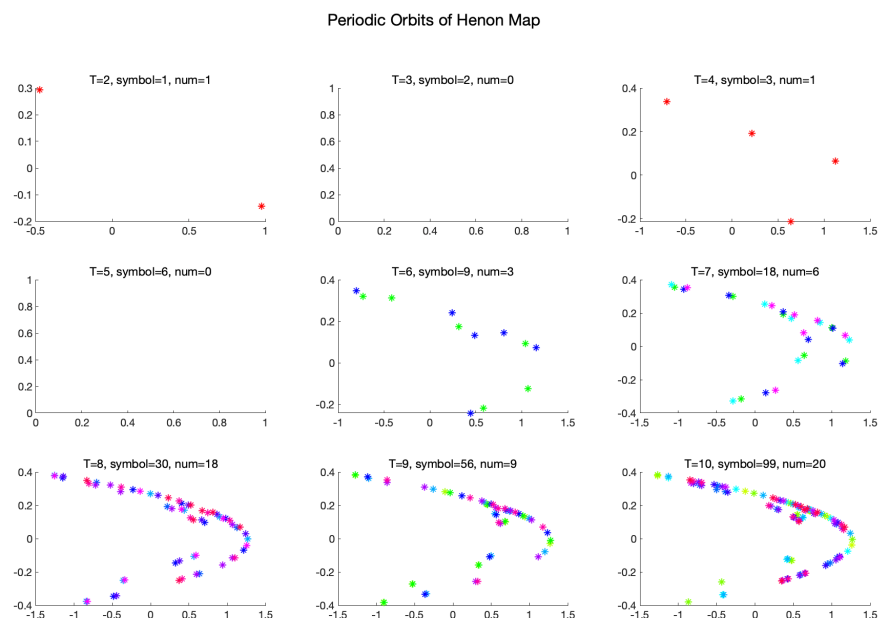 Periodic Orbits of Henon Map
T=2, symbol=1, num=1
0.3
0.2
0.1
0
-0.1
-0.2
-0.5 0 0.5 1
T=3, symbol=2, num=0
1
0.8
0.6
0.4
0.2
0
0 0.2 0.4 0.6 0.8 1
T=4, symbol=3, num=1
0.4
0.2
0
-0.2
-1 -0.5 0 0.5 1 1.5
T=5, symbol=6, num=0
1
0.8
0.6
0.4
0.2
0
0 0.2 0.4 0.6 0.8 1
T=6, symbol=9, num=3
0.4
0.2
0
-0.2
-1 -0.5 0 0.5 1 1.5
T=7, symbol=18, num=6
0.4
0.2
0
-0.2
-0.4
-1.5 -1 -0.5 0 0.5 1 1.5
T=8, symbol=30, num=18
0.4
0.2
0
-0.2
-0.4
-1.5 -1 -0.5 0 0.5 1 1.5
T=9, symbol=56, num=9
0.4
0.2
0
-0.2
-0.4
-1.5 -1 -0.5 0 0.5 1 1.5
T=10, symbol=99, num=20
0.4
0.2
0
-0.2
-0.4
-1.5 -1 -0.5 0 0.5 1 1.5